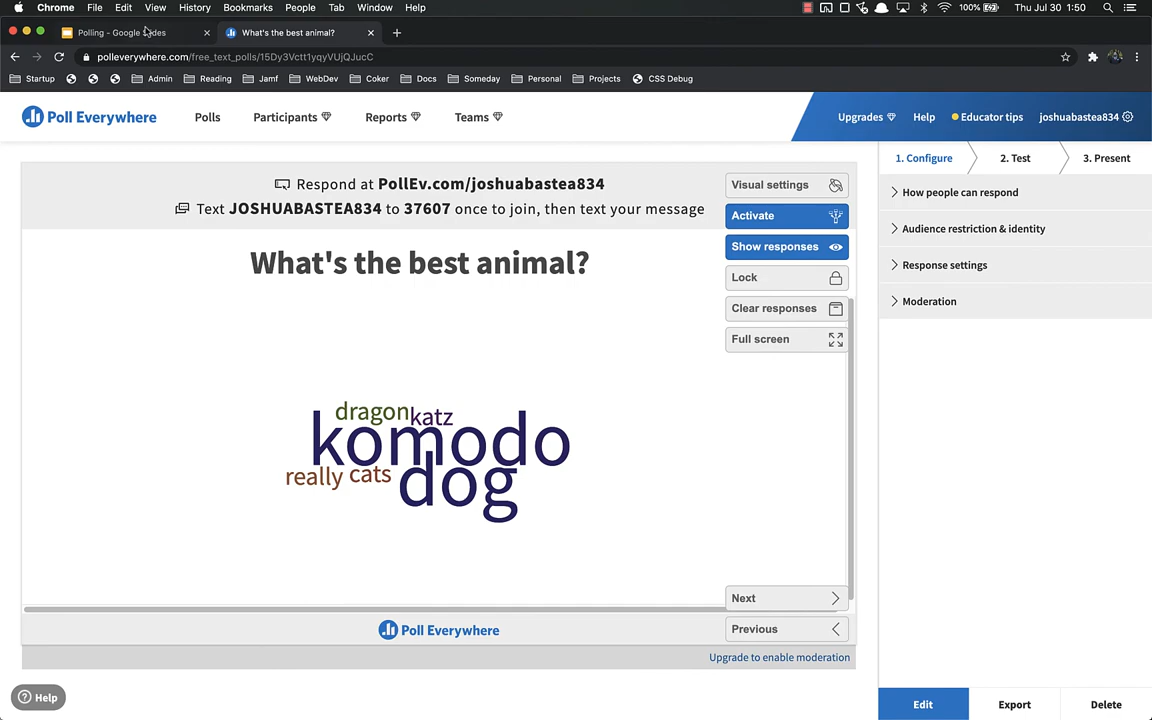 Chrome File Edit View History Bookmarks People Tab Window Help 100% Thu Jul 30 1:50
Polling - Google Slides What's the best animal?
polleverywhere.com/free_text_polls/15Dy3Vctt1yqyVUjQJucC
Startup Admin Reading Jamf WebDev Coker Docs Someday Personal Projects CSS Debug
Poll Everywhere Polls Participants Reports Teams Upgrades Help Educator tips joshuabastea834
1. Configure 2. Test 3. Present
Respond at PollEv.com/joshuabastea834
Text JOSHUABASTEA834 to 37607 once to join, then text your message
What's the best animal?
dragon katz
komodo
really cats dog
Visual settings
Activate
Show responses
Lock
Clear responses
Full screen
Next
Previous
Poll Everywhere
Upgrade to enable moderation
How people can respond
Audience restriction & identity
Response settings
Moderation
Help
Edit Export Delete